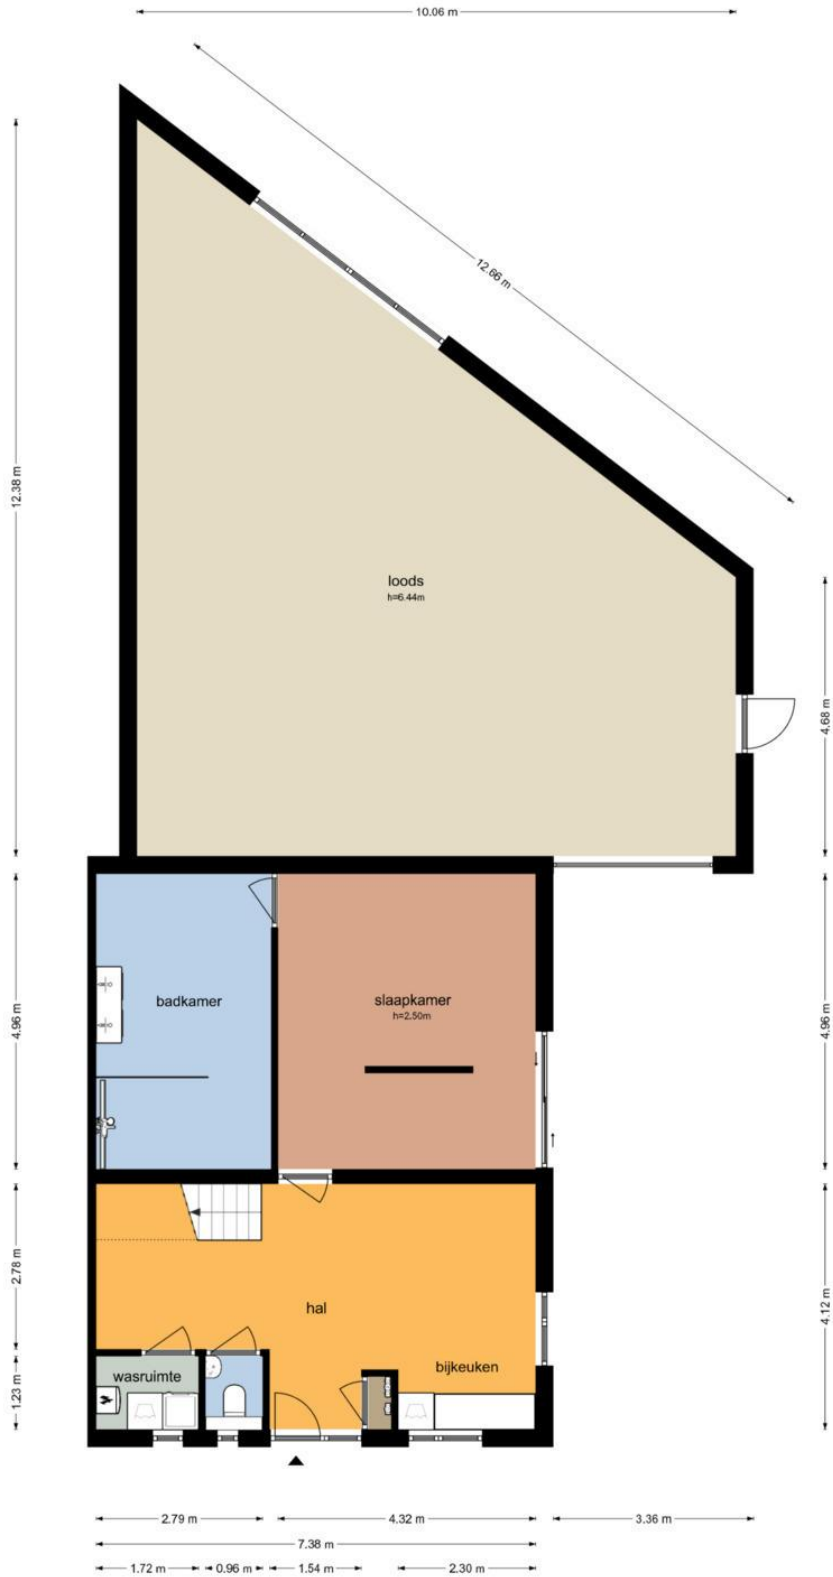 10.06 m
12.66 m
12.38 m
loods
h=6.44m
4.68 m
badkamer
slaapkamer
h=2.50m
4.96 m
4.96 m
2.78 m
hal
4.12 m
wasruimte
bijkeuken
1.23 m
2.79 m
4.32 m
3.36 m
7.38 m
1.72 m
0.96 m
1.54 m
2.30 m